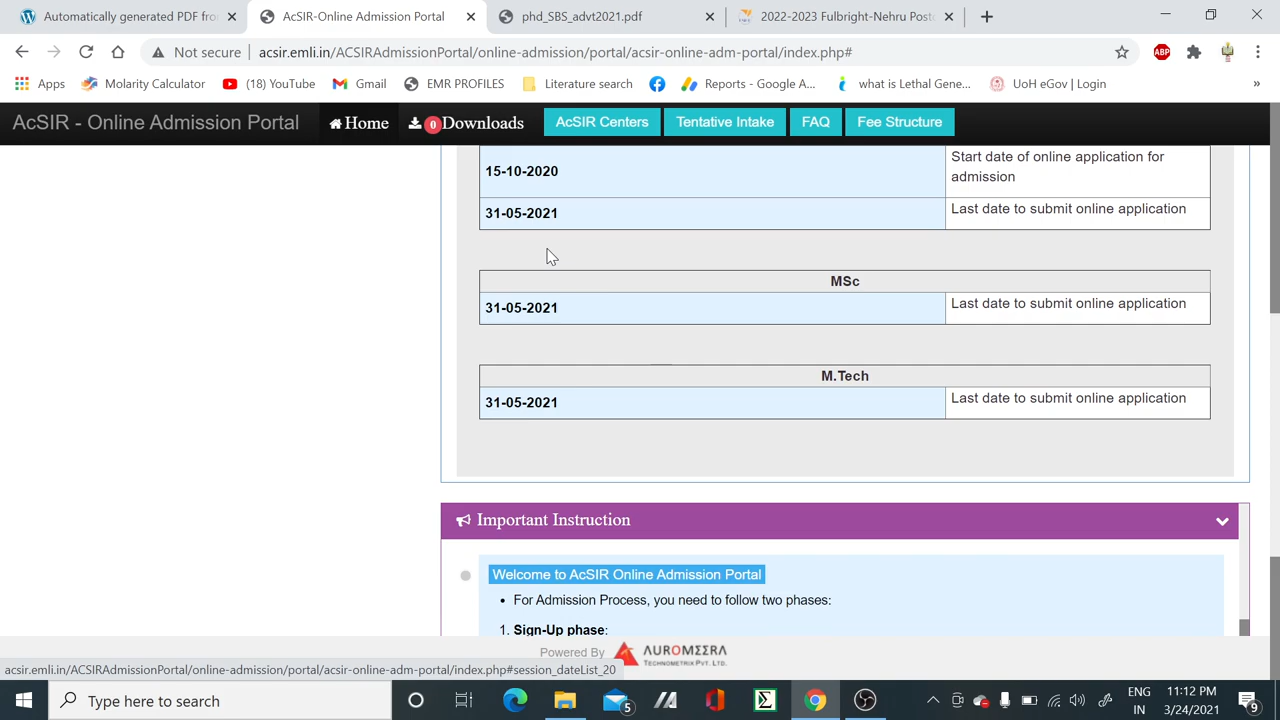 Automatically generated PDF fro
AcSIR-Online Admission Portal
phd_SBS_advt2021.pdf
2022-2023 Fulbright-Nehru Post
Not secure
acsir.emli.in/ACSIRAdmissionPortal/online-admission/portal/acsir-online-adm-portal/index.php#
ABP
Apps
Molarity Calculator
(18) YouTube
Gmail
EMR PROFILES
Literature search
Reports - Google A...
what is Lethal Gene...
UoH eGov | Login
»
AcSIR - Online Admission Portal
Home
0 Downloads
AcSIR Centers
Tentative Intake
FAQ
Fee Structure
15-10-2020
Start date of online application for
admission
31-05-2021
Last date to submit online application
MSc
31-05-2021
Last date to submit online application
M.Tech
31-05-2021
Last date to submit online application
Important Instruction
Welcome to AcSIR Online Admission Portal
• For Admission Process, you need to follow two phases:
1. Sign-Up phase:
Powered By
AUROMEERA
TECHNOMETRIX PVT. LTD.
acsir.emli.in/ACSIRAdmissionPortal/online-admission/portal/acsir-online-adm-portal/index.php#session_dateList_20
Type here to search
5
ENG
IN
11:12 PM
3/24/2021
9